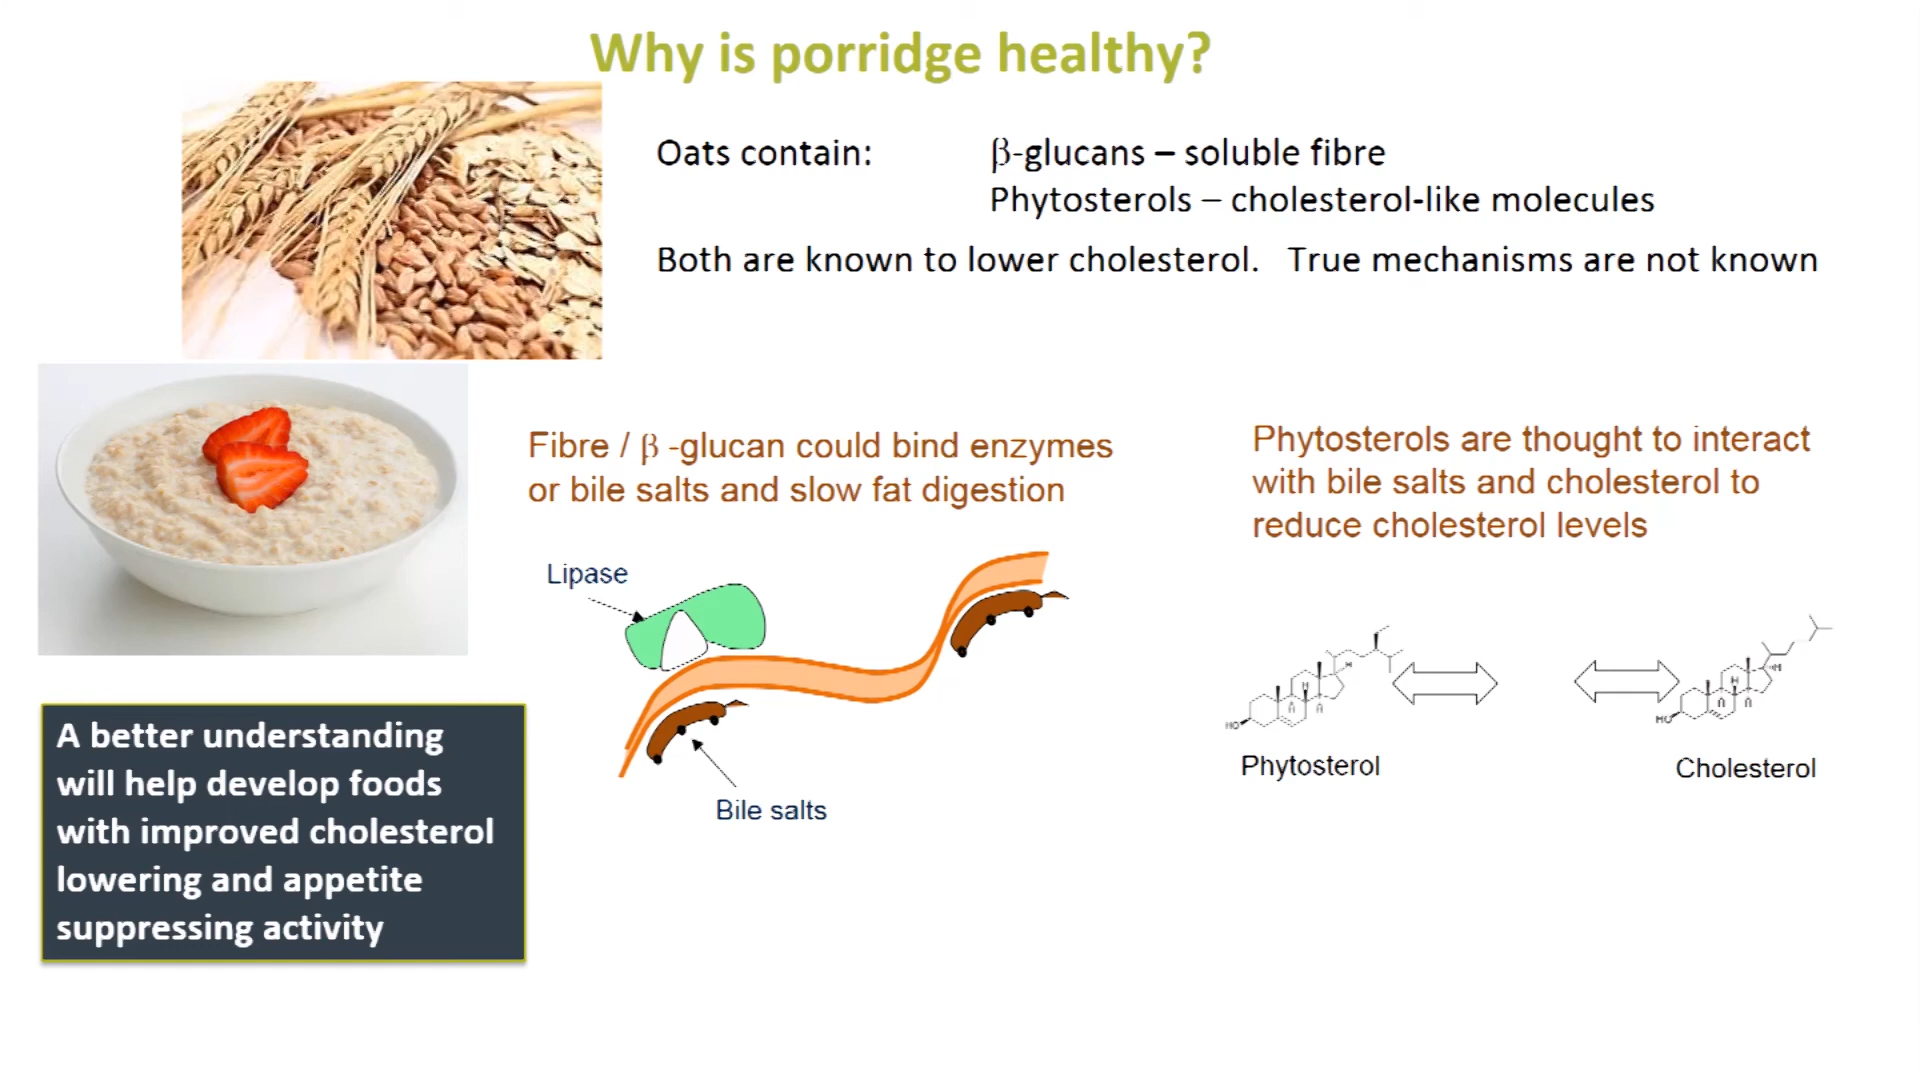 Why is porridge healthy?
Oats contain: β-glucans – soluble fibre
Phytosterols – cholesterol-like molecules
Both are known to lower cholesterol. True mechanisms are not known
Fibre / β -glucan could bind enzymes
or bile salts and slow fat digestion
Phytosterols are thought to interact
with bile salts and cholesterol to
reduce cholesterol levels
Lipase
Bile salts
HO
H
H
Phytosterol
HO
H
H
Cholesterol
A better understanding
will help develop foods
with improved cholesterol
lowering and appetite
suppressing activity